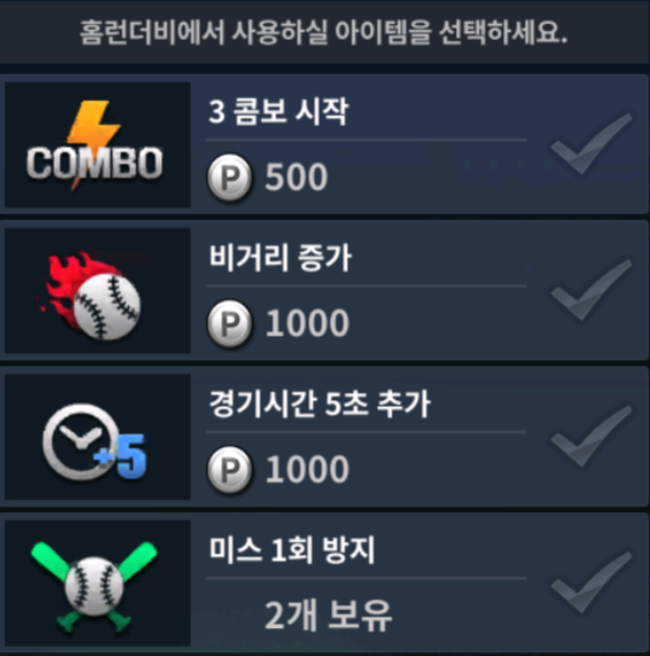 홈런더비에서 사용하실 아이템을 선택하세요.
COMBO
3 콤보 시작
P 500
비거리 증가
P 1000
+5
경기시간 5초 추가
P 1000
미스 1회 방지
2개 보유